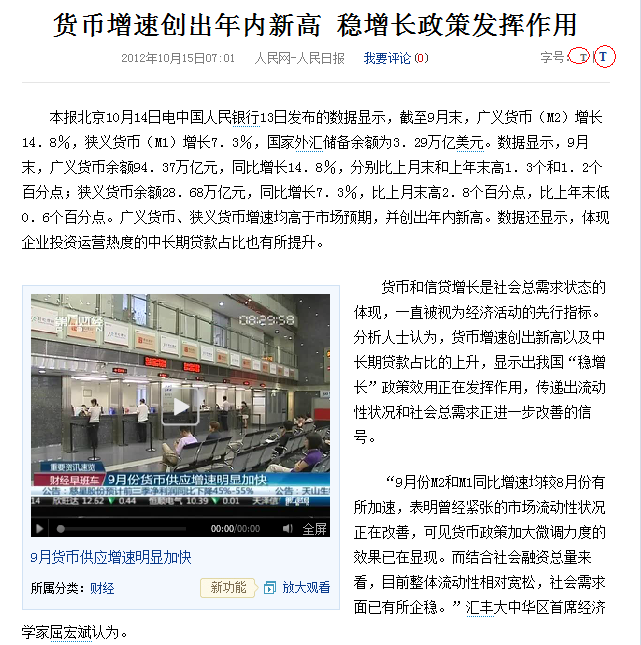 货币增速创出年内新高 稳增长政策发挥作用
2012年10月15日07:01 人民网-人民日报 我要评论(0) 字号: T | T
本报北京10月14日电中国人民银行13日发布的数据显示，截至9月末，广义货币（M2）增长
14．8％，狭义货币（M1）增长7．3％，国家外汇储备余额为3．29万亿美元。数据显示，9月
末，广义货币余额94．37万亿元，同比增长14．8％，分别比上月末和上年末高1．3个和1．2个
百分点；狭义货币余额28．68万亿元，同比增长7．3％，比上月末高2．8个百分点，比上年末低
0．6个百分点。广义货币、狭义货币增速均高于市场预期，并创出年内新高。数据还显示，体现
企业投资运营热度的中长期贷款占比也有所提升。
第一财经 08:29:58
重要资讯速览
财经早班车 9月份货币供应增速明显加快
公告：慈星股份预计前三季净利润同比下降45%-55% 公告：天山生
欣旺达 12.52 0.44 恒顺电气 10.39 0.01 天泽信
00:00/00:00 全屏
9月货币供应增速明显加快
所属分类：财经 新功能 放大观看
货币和信贷增长是社会总需求状态的
体现，一直被视为经济活动的先行指标。
分析人士认为，货币增速创出新高以及中
长期贷款占比的上升，显示出我国“稳增
长”政策效用正在发挥作用，传递出流动
性状况和社会总需求正进一步改善的信
号。
“9月份M2和M1同比增速均较8月份有
所加速，表明曾经紧张的市场流动性状况
正在改善，可见货币政策加大微调力度的
效果已在显现。而结合社会融资总量来
看，目前整体流动性相对宽松，社会需求
面已有所企稳。”汇丰大中华区首席经济
学家屈宏斌认为。